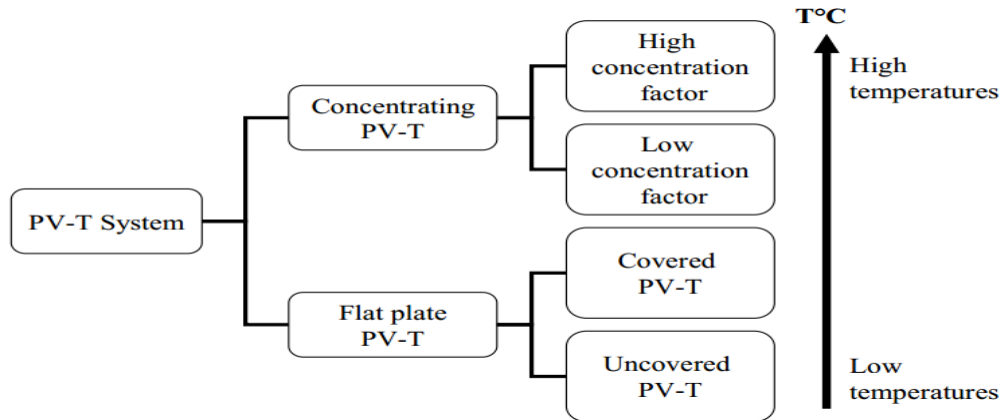 T°C
High
concentration
factor
High
temperatures
Concentrating
PV-T
Low
concentration
factor
PV-T System
Covered
PV-T
Flat plate
PV-T
Uncovered
PV-T
Low
temperatures